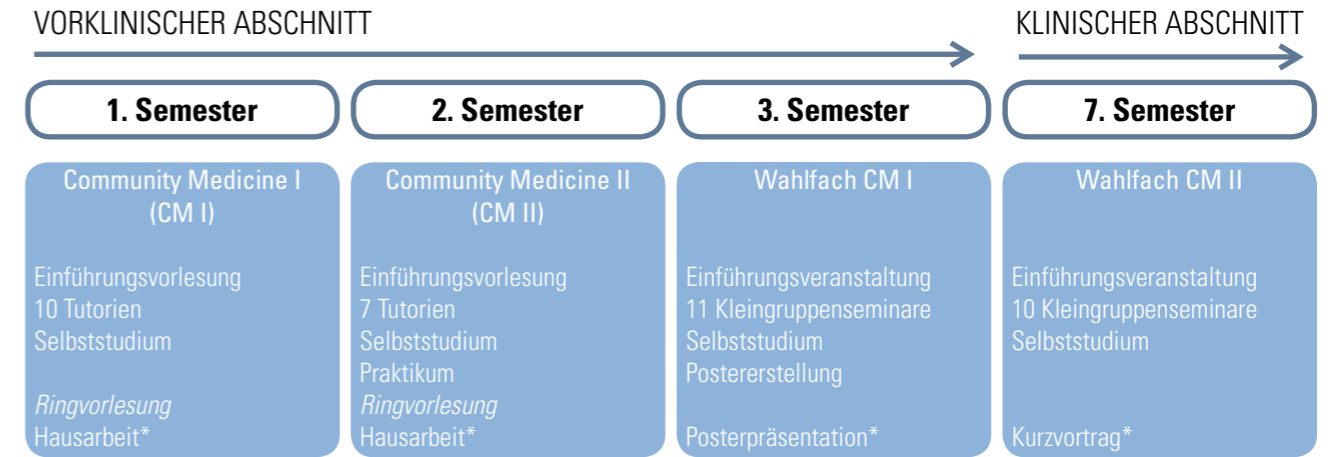 VORKLINISCHER ABSCHNITT
KLINISCHER ABSCHNITT
1. Semester
2. Semester
3. Semester
7. Semester
Community Medicine I
(CM I)
Einführungsvorlesung
10 Tutorien
Selbststudium
Ringvorlesung
Hausarbeit*
Community Medicine II
(CM II)
Einführungsvorlesung
7 Tutorien
Selbststudium
Praktikum
Ringvorlesung
Hausarbeit*
Wahlfach CM I
Einführungsveranstaltung
11 Kleingruppenseminare
Selbststudium
Postererstellung
Posterpräsentation*
Wahlfach CM II
Einführungsveranstaltung
10 Kleingruppenseminare
Selbststudium
Kurzvortrag*